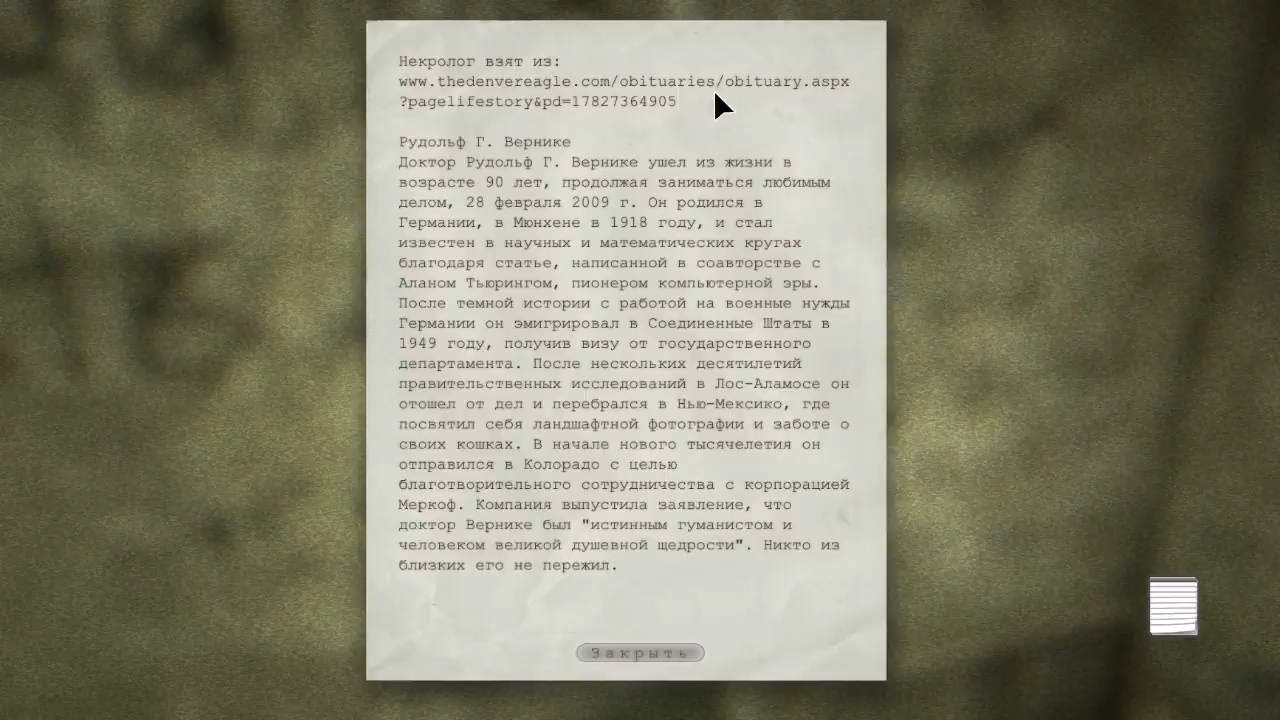 Некролог взят из:
www.thedenvereagle.com/obituaries/obituary.aspx
?pagelifestory&pd=17827364905
Рудольф Г. Вернике
Доктор Рудольф Г. Вернике ушел из жизни в
возрасте 90 лет, продолжая заниматься любимым
делом, 28 февраля 2009 г. Он родился в
Германии, в Мюнхене в 1918 году, и стал
известен в научных и математических кругах
благодаря статье, написанной в соавторстве с
Аланом Тьюрингом, пионером компьютерной эры.
После темной истории с работой на военные нужды
Германии он эмигрировал в Соединенные Штаты в
1949 году, получив визу от государственного
департамента. После нескольких десятилетий
правительственных исследований в Лос-Аламосе он
отошел от дел и перебрался в Нью-Мексико, где
посвятил себя ландшафтной фотографии и заботе о
своих кошках. В начале нового тысячелетия он
отправился в Колорадо с целью
благотворительного сотрудничества с корпорацией
Меркоф. Компания выпустила заявление, что
доктор Вернике был "истинным гуманистом и
человеком великой душевной щедрости". Никто из
близких его не пережил.
Закрыть